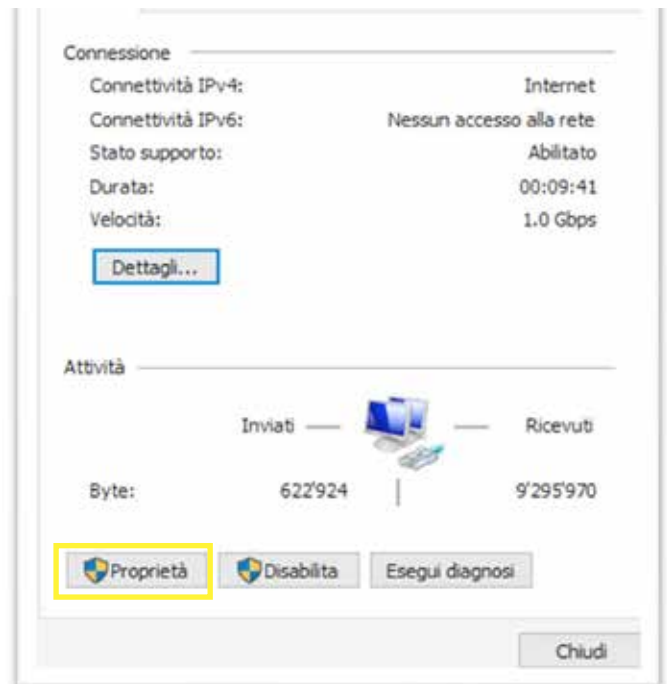 Connessione
Connettività IPv4: Internet
Connettività IPv6: Nessun accesso alla rete
Stato supporto: Abilitato
Durata: 00:09:41
Velocità: 1.0 Gbps
Dettagli...
Attività
Inviati Ricevuti
Byte: 622'924 9'295'970
Proprietà Disabilita Esegui diagnosi
Chiudi